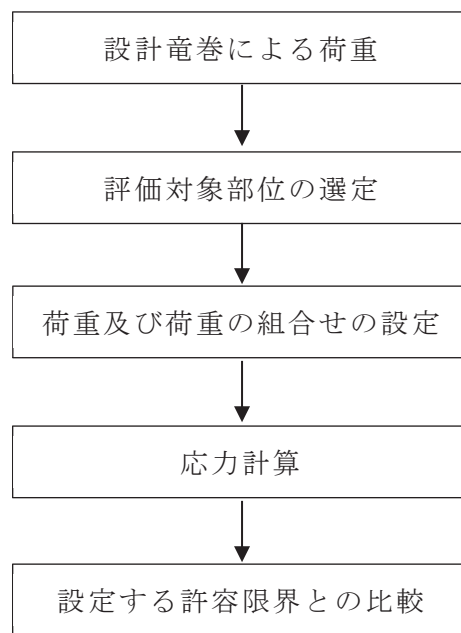 設計竜巻による荷重
評価対象部位の選定
荷重及び荷重の組合せの設定
応力計算
設定する許容限界との比較